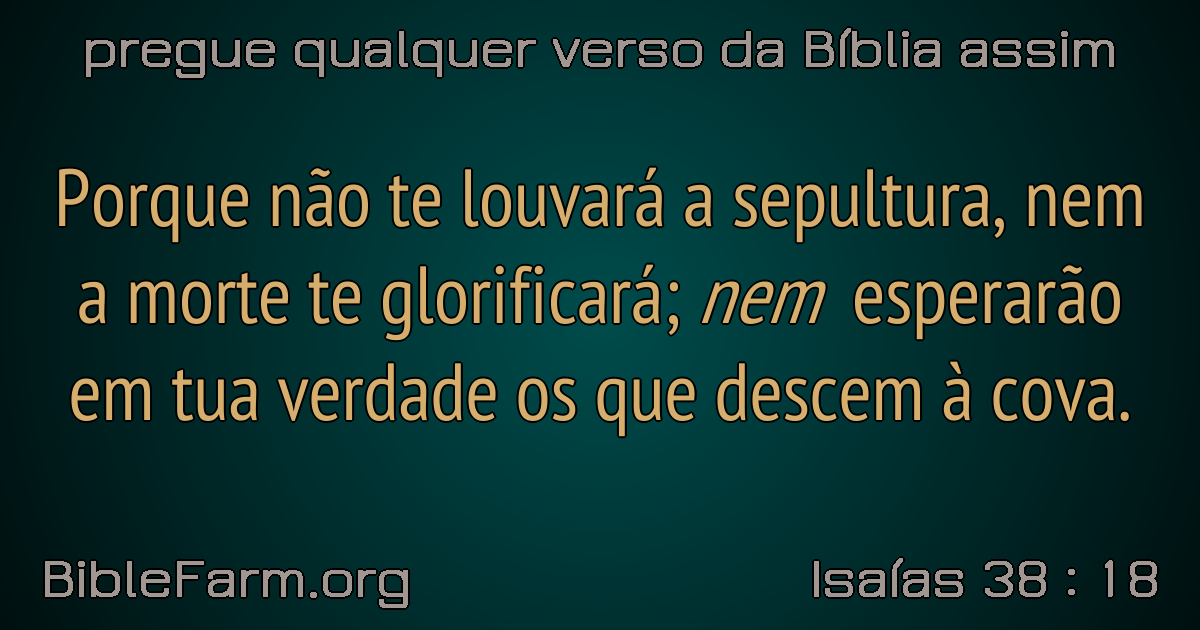 pregue qualquer verso da Bíblia assim
Porque não te louvará a sepultura, nem
a morte te glorificará; nem esperarão
em tua verdade os que descem à cova.
BibleFarm.org
Isaías 38 : 18